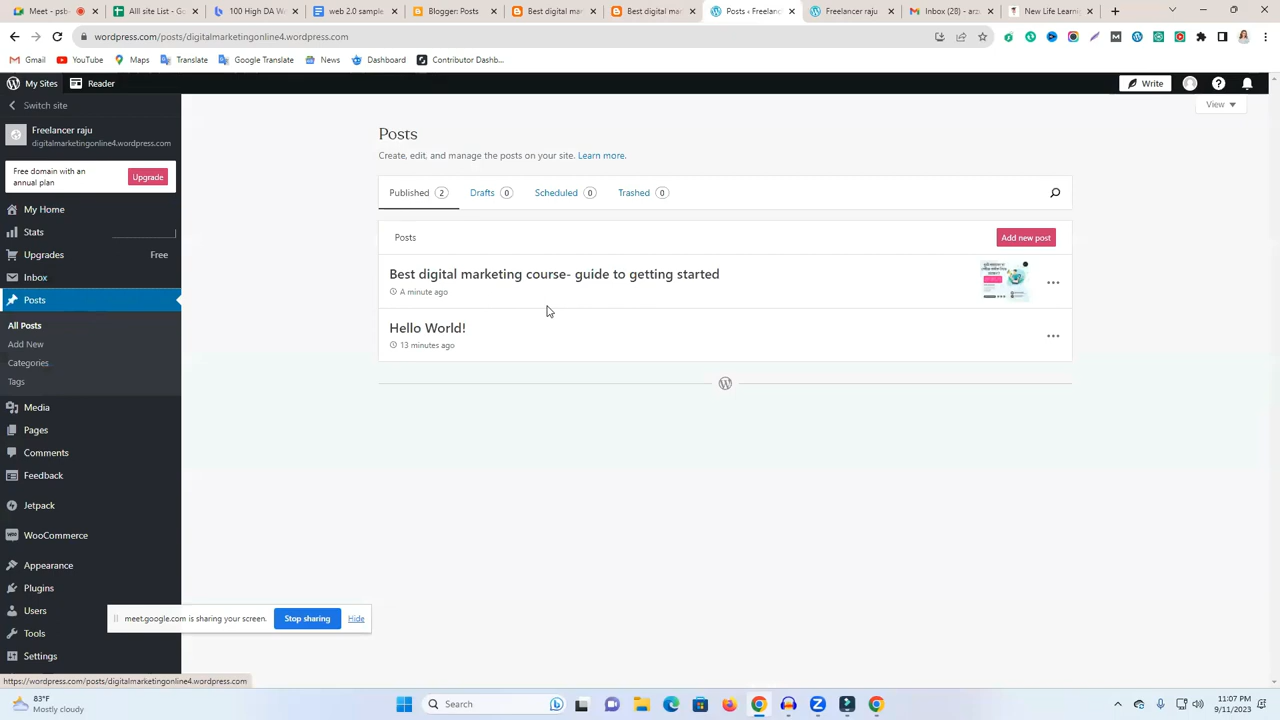 Meet - psb
All site List - G
100 High DA W
web 2.0 sample
Blogger: Posts
Best digital mar
Best digital mar
Posts ‹ Freelanc
Freelancer raju
Inbox (28) - arz
New Life Learni
wordpress.com/posts/digitalmarketingonline4.wordpress.com
Gmail
YouTube
Maps
Translate
Google Translate
News
Dashboard
Contributor Dashb...
My Sites
Reader
Write
Switch site
View
Freelancer raju
digitalmarketingonline4.wordpress.com
Free domain with an
annual plan
Upgrade
My Home
Stats
Upgrades Free
Inbox
Posts
All Posts
Add New
Categories
Tags
Media
Pages
Comments
Feedback
Jetpack
WooCommerce
Appearance
Plugins
Users
Tools
Settings
Posts
Create, edit, and manage the posts on your site. Learn more.
Published 2
Drafts 0
Scheduled 0
Trashed 0
Posts
Add new post
Best digital marketing course- guide to getting started
A minute ago
Hello World!
13 minutes ago
meet.google.com is sharing your screen.
Stop sharing
Hide
https://wordpress.com/posts/digitalmarketingonline4.wordpress.com
83°F
Mostly cloudy
Search
11:07 PM
9/11/2023